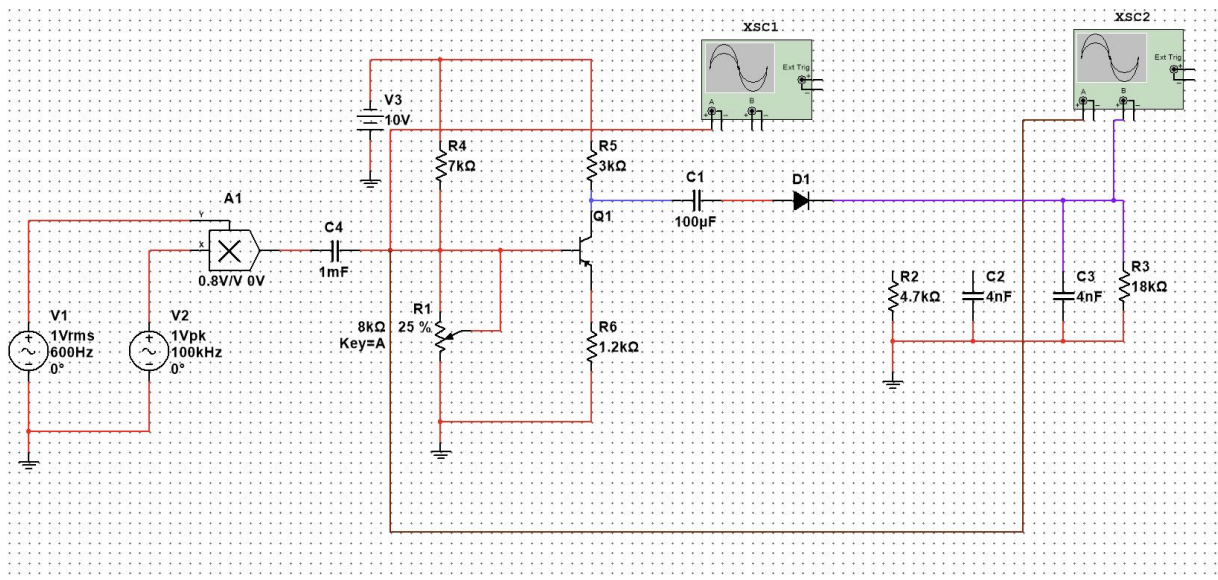 XSC1
XSC2
Ext Trig
Ext Trig
A
B
A
B
V3
10V
R4
7kΩ
R5
3kΩ
C1
100µF
D1
A1
Y
X
0.8V/V 0V
C4
1mF
Q1
R2
4.7kΩ
C2
4nF
C3
4nF
R3
18kΩ
V1
1Vrms
600Hz
0°
V2
1Vpk
100kHz
0°
R1
8kΩ
25 %
Key=A
R6
1.2kΩ